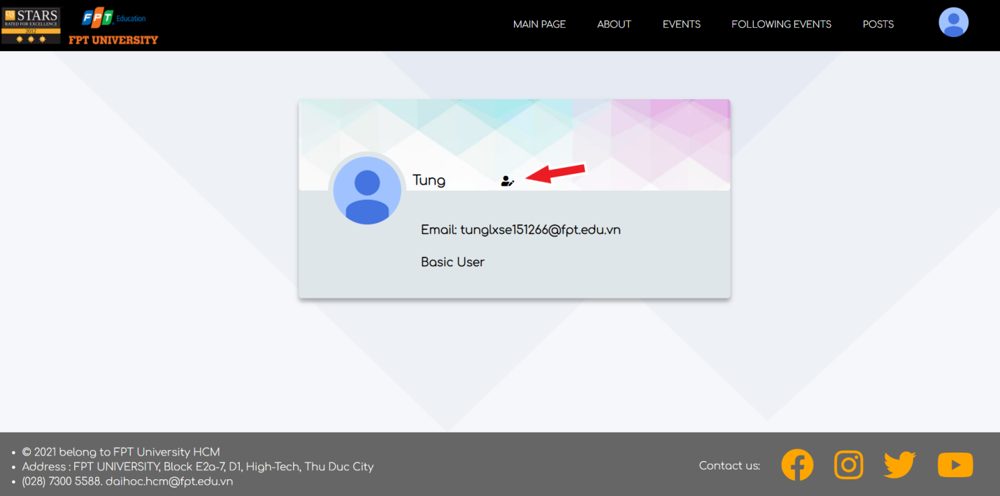 QS STARS
RATED FOR EXCELLENCE
2012
FPT. Education
FPT UNIVERSITY
MAIN PAGE ABOUT EVENTS FOLLOWING EVENTS POSTS
Tung
Email: tunglxse151266@fpt.edu.vn
Basic User
• © 2021 belong to FPT University HCM
• Address : FPT UNIVERSITY, Block E2a-7, D1, High-Tech, Thu Duc City
• (028) 7300 5588. daihoc.hcm@fpt.edu.vn
Contact us: